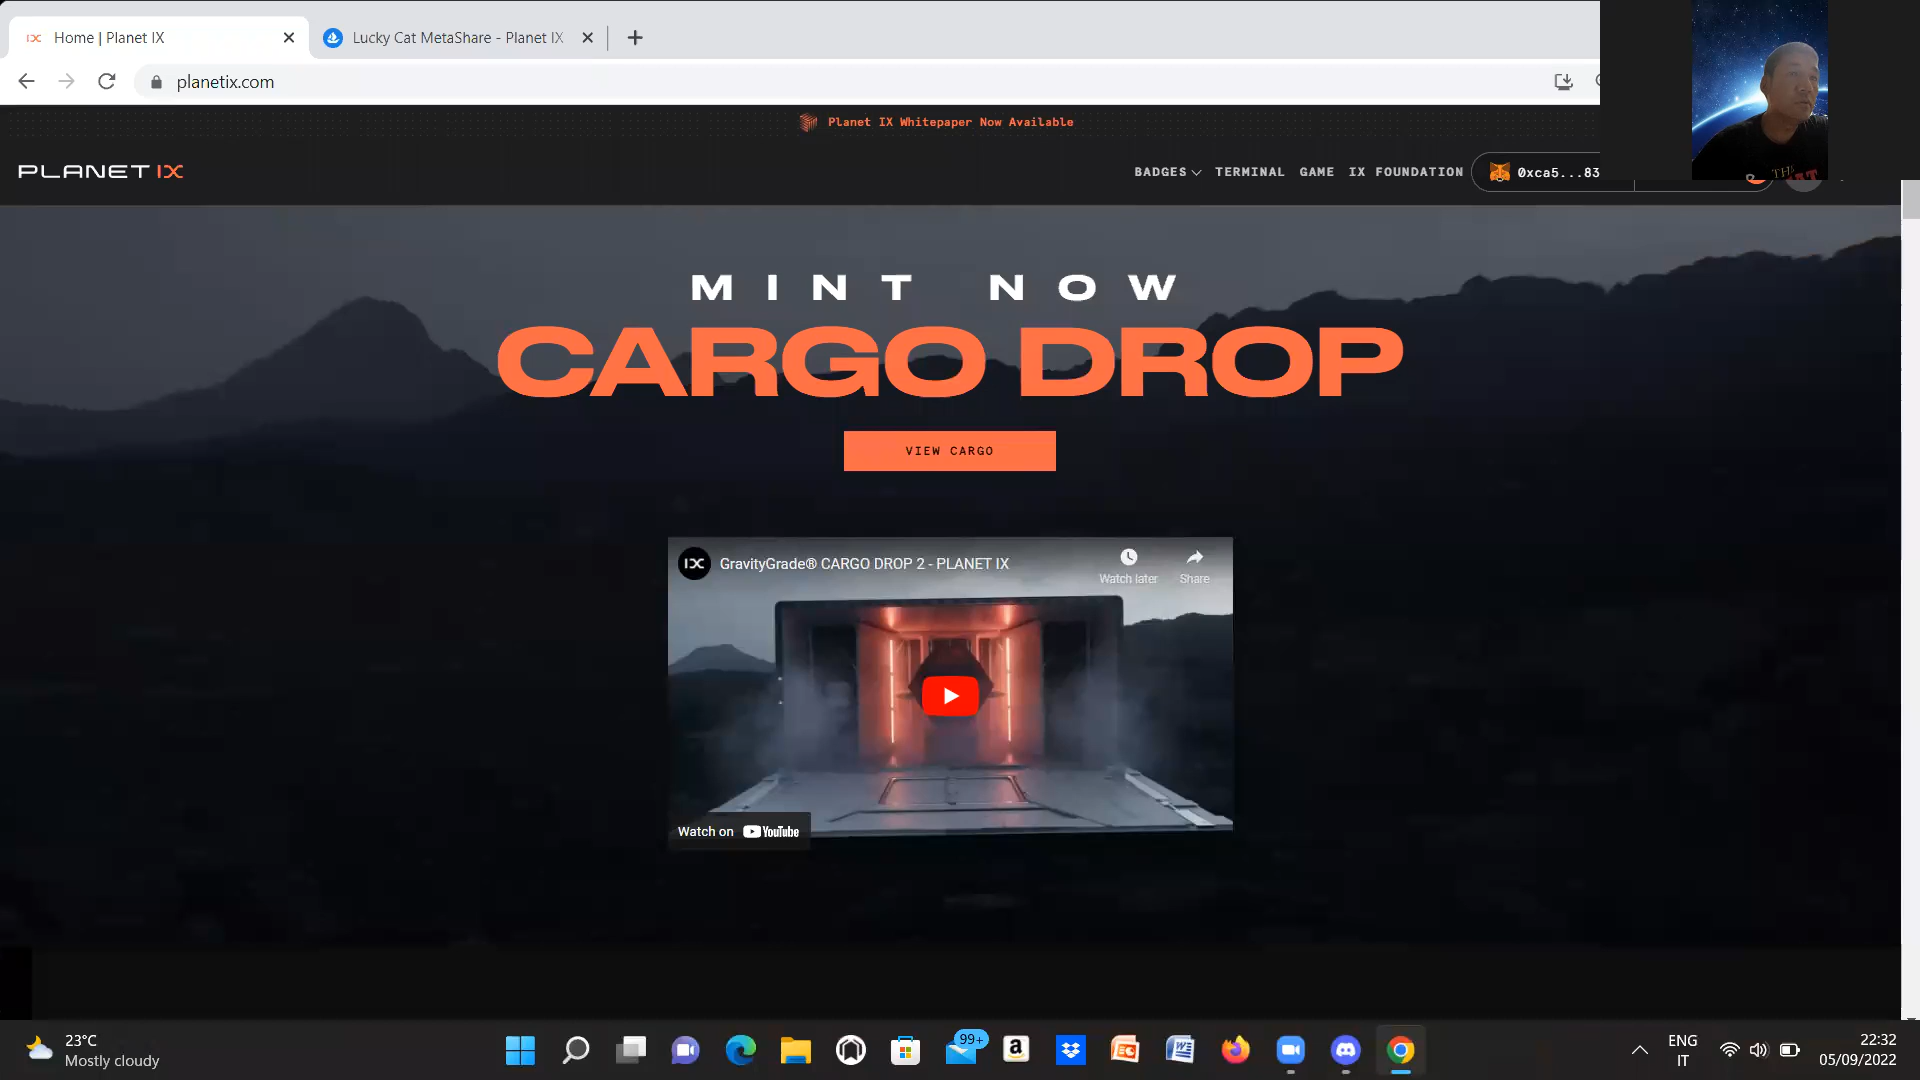 Home | Planet IX
Lucky Cat MetaShare - Planet IX
planetix.com
Planet IX Whitepaper Now Available
PLANET IX
BADGES
TERMINAL
GAME
IX FOUNDATION
0xca5...83
MINT NOW
CARGO DROP
VIEW CARGO
IX
GravityGrade® CARGO DROP 2 - PLANET IX
Watch later
Share
Watch on YouTube
23°C
Mostly cloudy
99+
ENG
IT
22:32
05/09/2022